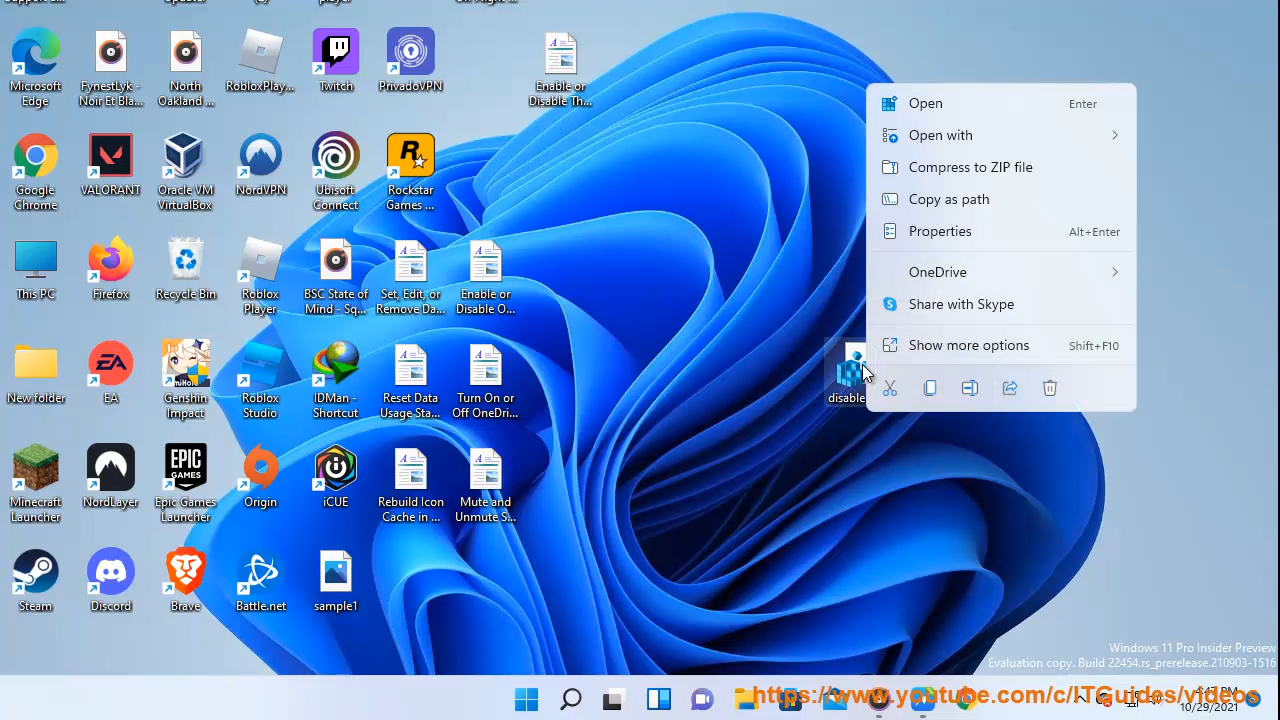 Updater
(2)
player
Microsoft
Edge
FynestLyk -
Noir Et Bla...
North
Oakland ...
RobloxPlay...
Twitch
PrivadoVPN
Enable or
Disable Th...
Google
Chrome
VALORANT
Oracle VM
VirtualBox
NordVPN
Ubisoft
Connect
R
Rockstar
Games ...
This PC
Firefox
Recycle Bin
Roblox
Player
BSC State of
Mind - Sq...
Set, Edit, or
Remove Da...
Enable or
Disable O...
New folder
EA
EA
Genshin
Impact
Roblox
Studio
IDMan -
Shortcut
Reset Data
Usage Sta...
Turn On or
Off OneDri...
Minecraft
Launcher
NordLayer
EPIC
GAMES
Epic Games
Launcher
Origin
iCUE
Rebuild Icon
Cache in ...
Mute and
Unmute S...
Steam
Discord
Brave
Battle.net
sample1
disable
Open Enter
Open with
Compress to ZIP file
Copy as path
Properties Alt+Enter
OneDrive
Share with Skype
Show more options Shift+F10
Windows 11 Pro Insider Preview
Evaluation copy. Build 22454.rs_prerelease.210903-1516
https://www.youtube.com/c/ITGuides/videos
10/29/2021